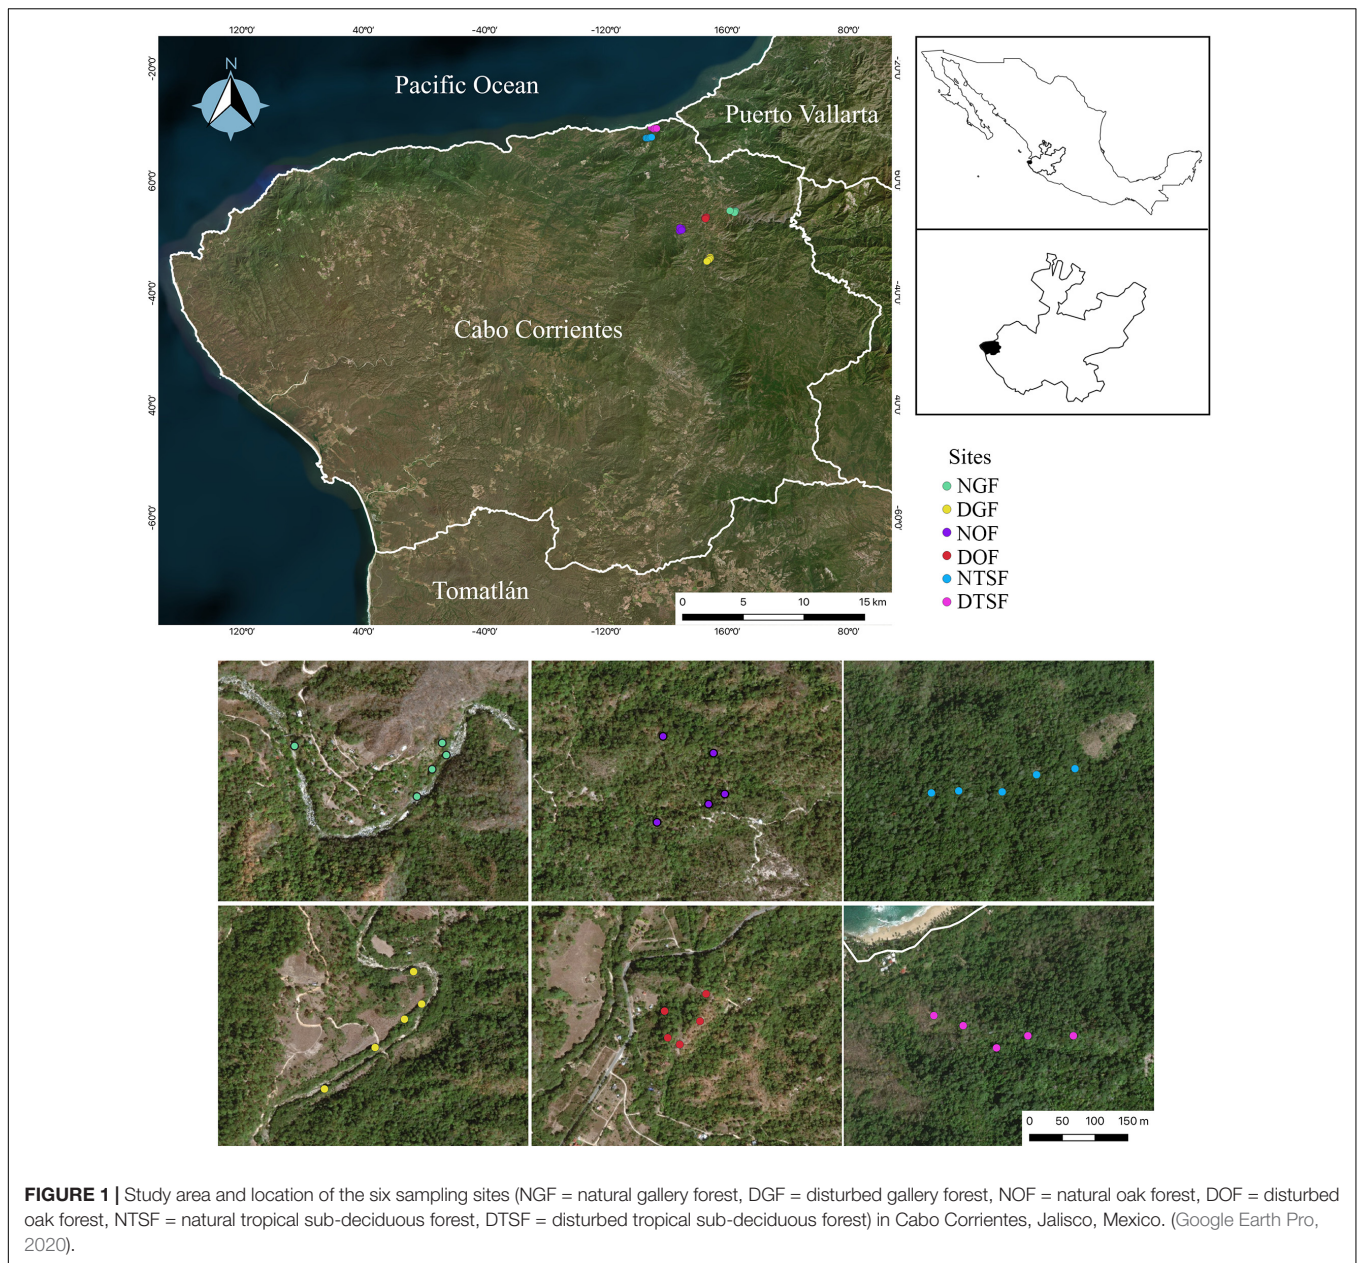 120°0' 40°0' -40°0' -120°0' 160°0' 80°0'
N
Pacific Ocean
Puerto Vallarta
-20°0'
60°0'
-40°0'
40°0'
-60°0'
Cabo Corrientes
Tomatlán
0 5 10 15 km
120°0' 40°0' -40°0' -120°0' 160°0' 80°0'
Sites
NGF
DGF
NOF
DOF
NTSF
DTSF
0 50 100 150 m
FIGURE 1 | Study area and location of the six sampling sites (NGF = natural gallery forest, DGF = disturbed gallery forest, NOF = natural oak forest, DOF = disturbed
oak forest, NTSF = natural tropical sub-deciduous forest, DTSF = disturbed tropical sub-deciduous forest) in Cabo Corrientes, Jalisco, Mexico. (Google Earth Pro,
2020).